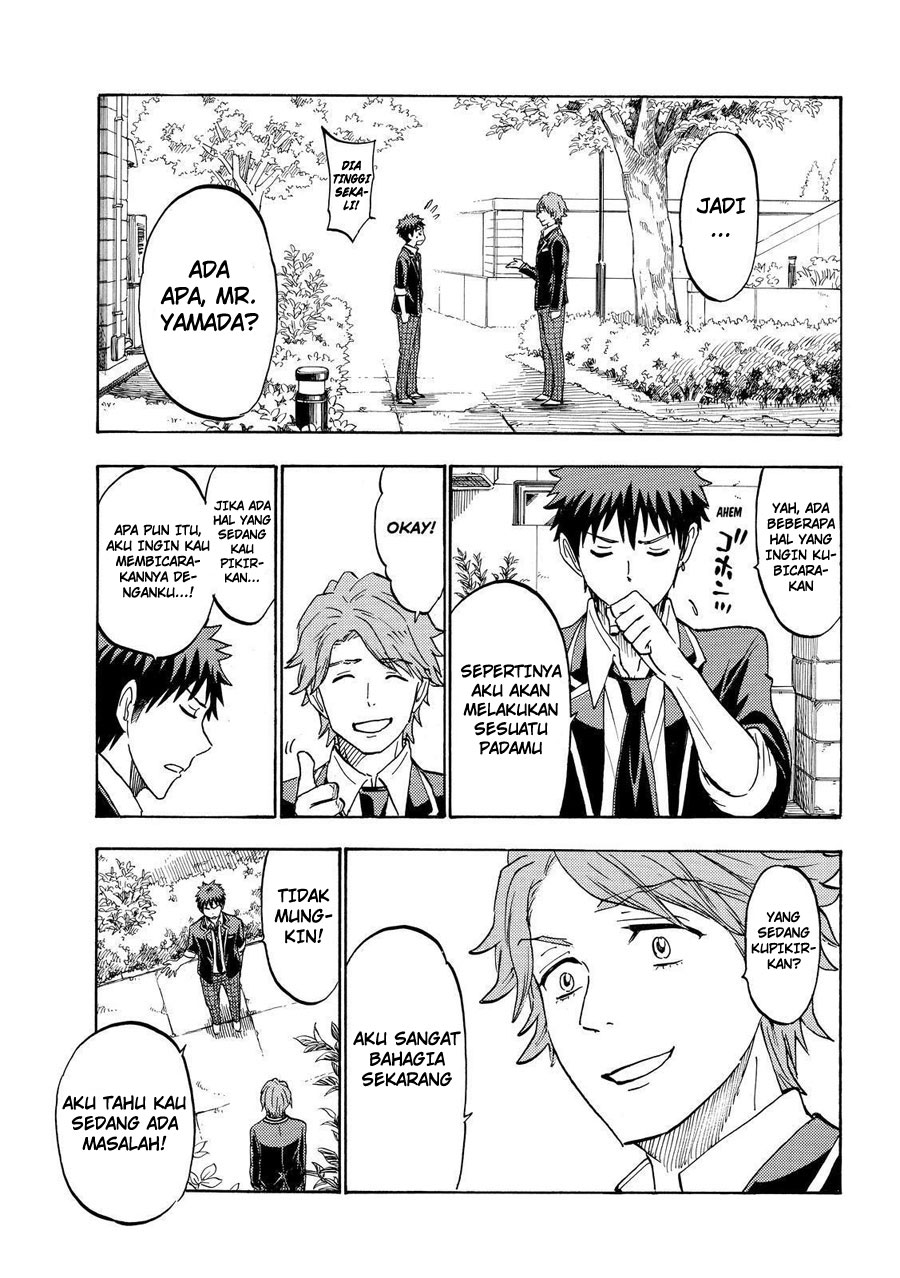 JADI
...
DIA
TINGGI
SEKA-
LI!
ADA
APA, MR.
YAMADA?
YAH, ADA
BEBERAPA
HAL YANG
INGIN KU-
BICARA-
KAN
AHEM
ゴホン
SEPERTINYA
AKU AKAN
MELAKUKAN
SESUATU
PADAMU
OKAY!
JIKA ADA
HAL YANG
SEDANG
KAU
PIKIR-
KAN...
APA PUN ITU,
AKU INGIN KAU
MEMBICARA-
KANNYA DE-
NGANKU...!
YANG
SEDANG
KUPIKIR-
KAN?
AKU SANGAT
BAHAGIA
SEKARANG
TIDAK
MUNG-
KIN!
AKU TAHU KAU
SEDANG ADA
MASALAH!